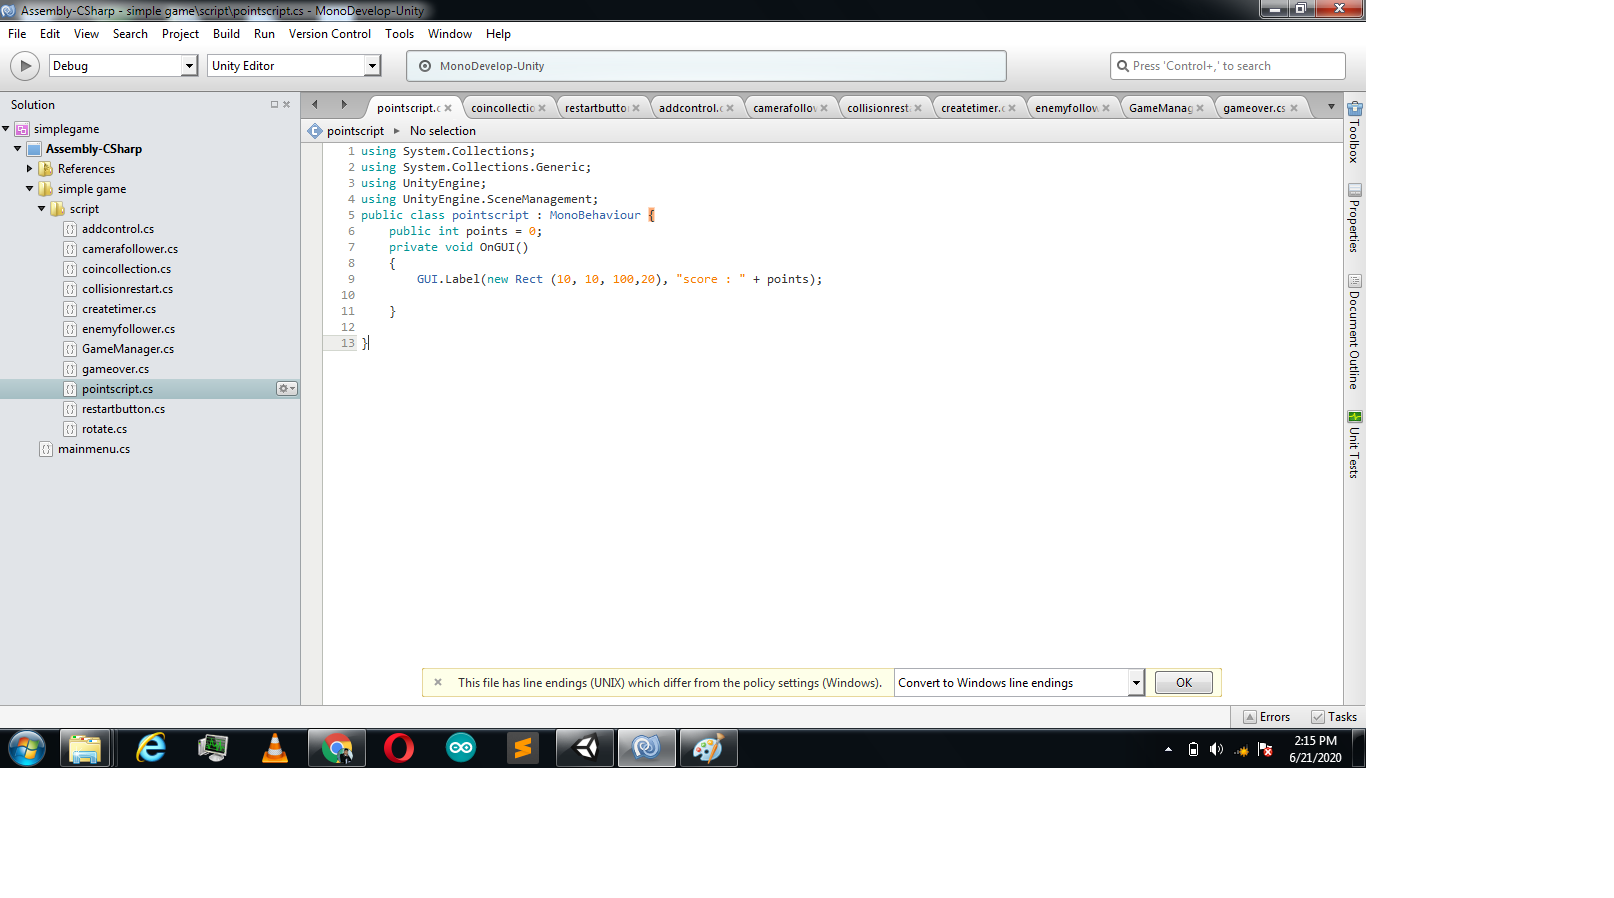 Assembly-CSharp - simple game\script\pointscript.cs - MonoDevelop-Unity
File Edit View Search Project Build Run Version Control Tools Window Help
Debug Unity Editor MonoDevelop-Unity Press 'Control+,' to search
Solution
simplegame
Assembly-CSharp
References
simple game
script
addcontrol.cs
camerafollower.cs
coincollection.cs
collisionrestart.cs
createtimer.cs
enemyfollower.cs
GameManager.cs
gameover.cs
pointscript.cs
restartbutton.cs
rotate.cs
mainmenu.cs
pointscript.c coincollectio restartbutto addcontrol.c camerafollov collisionrest createtimer.c enemyfollow GameManag gameover.cs
pointscript No selection
1 using System.Collections;
2 using System.Collections.Generic;
3 using UnityEngine;
4 using UnityEngine.SceneManagement;
5 public class pointscript : MonoBehaviour {
6 public int points = 0;
7 private void OnGUI()
8 {
9 GUI.Label(new Rect (10, 10, 100,20), "score : " + points);
10
11 }
12
13 }
This file has line endings (UNIX) which differ from the policy settings (Windows). Convert to Windows line endings OK
Toolbox
Properties
Document Outline
Unit Tests
Errors Tasks
2:15 PM
6/21/2020